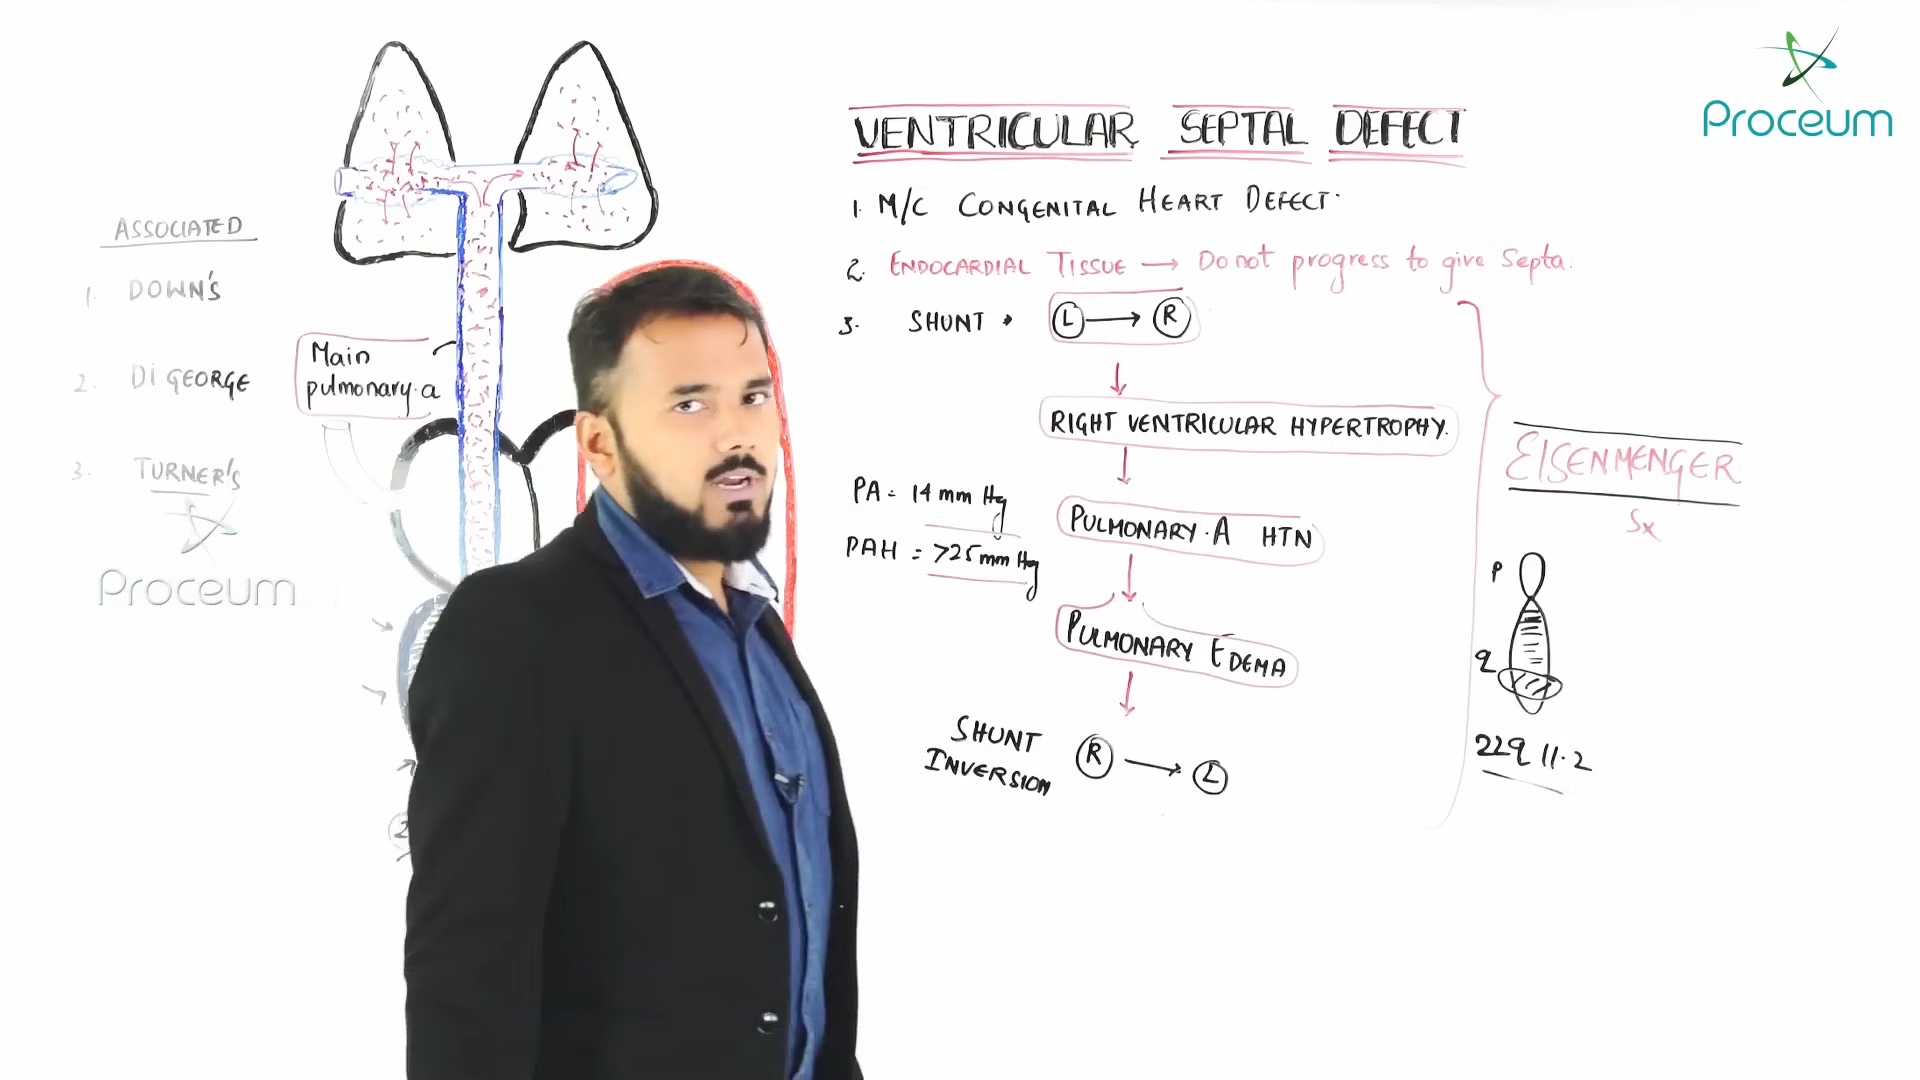 Proceum
VENTRICULAR SEPTAL DEFECT
1. M/C CONGENITAL HEART DEFECT.
2. ENDOCARDIAL TISSUE → Do not progress to give Septa.
3. SHUNT • L → R
RIGHT VENTRICULAR HYPERTROPHY.
PULMONARY.A HTN
PULMONARY EDEMA
SHUNT INVERSION R → L
PA = 14 mm Hg
PAH = >25 mm Hg
EISENMENGER
Sx
P
q
22q 11.2
ASSOCIATED
1. DOWN'S
2. DI GEORGE
3. TURNER'S
Main
pulmonary.a
Proceum
2